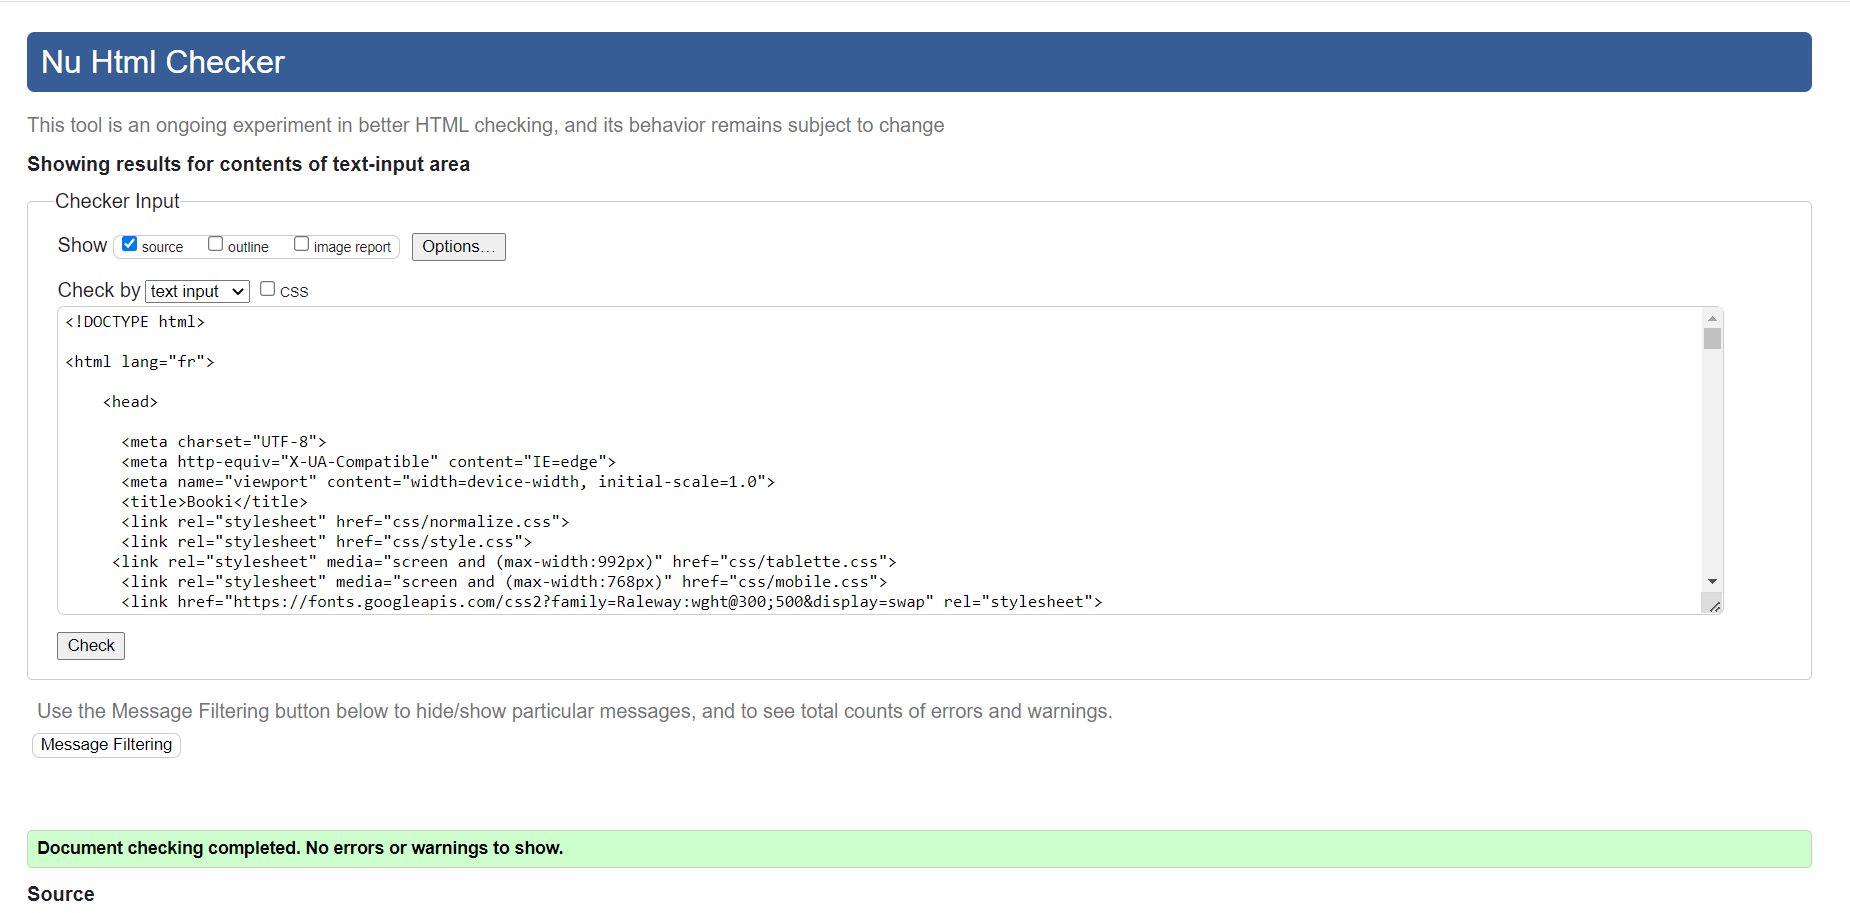 Nu Html Checker
This tool is an ongoing experiment in better HTML checking, and its behavior remains subject to change
Showing results for contents of text-input area
Checker Input
Show source outline image report Options...
Check by text input CSS
<!DOCTYPE html>
<html lang="fr">
<head>
<meta charset="UTF-8">
<meta http-equiv="X-UA-Compatible" content="IE=edge">
<meta name="viewport" content="width=device-width, initial-scale=1.0">
<title>Booki</title>
<link rel="stylesheet" href="css/normalize.css">
<link rel="stylesheet" href="css/style.css">
<link rel="stylesheet" media="screen and (max-width:992px)" href="css/tablette.css">
<link rel="stylesheet" media="screen and (max-width:768px)" href="css/mobile.css">
<link href="https://fonts.googleapis.com/css2?family=Raleway:wght@300;500&display=swap" rel="stylesheet">
Check
Use the Message Filtering button below to hide/show particular messages, and to see total counts of errors and warnings.
Message Filtering
Document checking completed. No errors or warnings to show.
Source